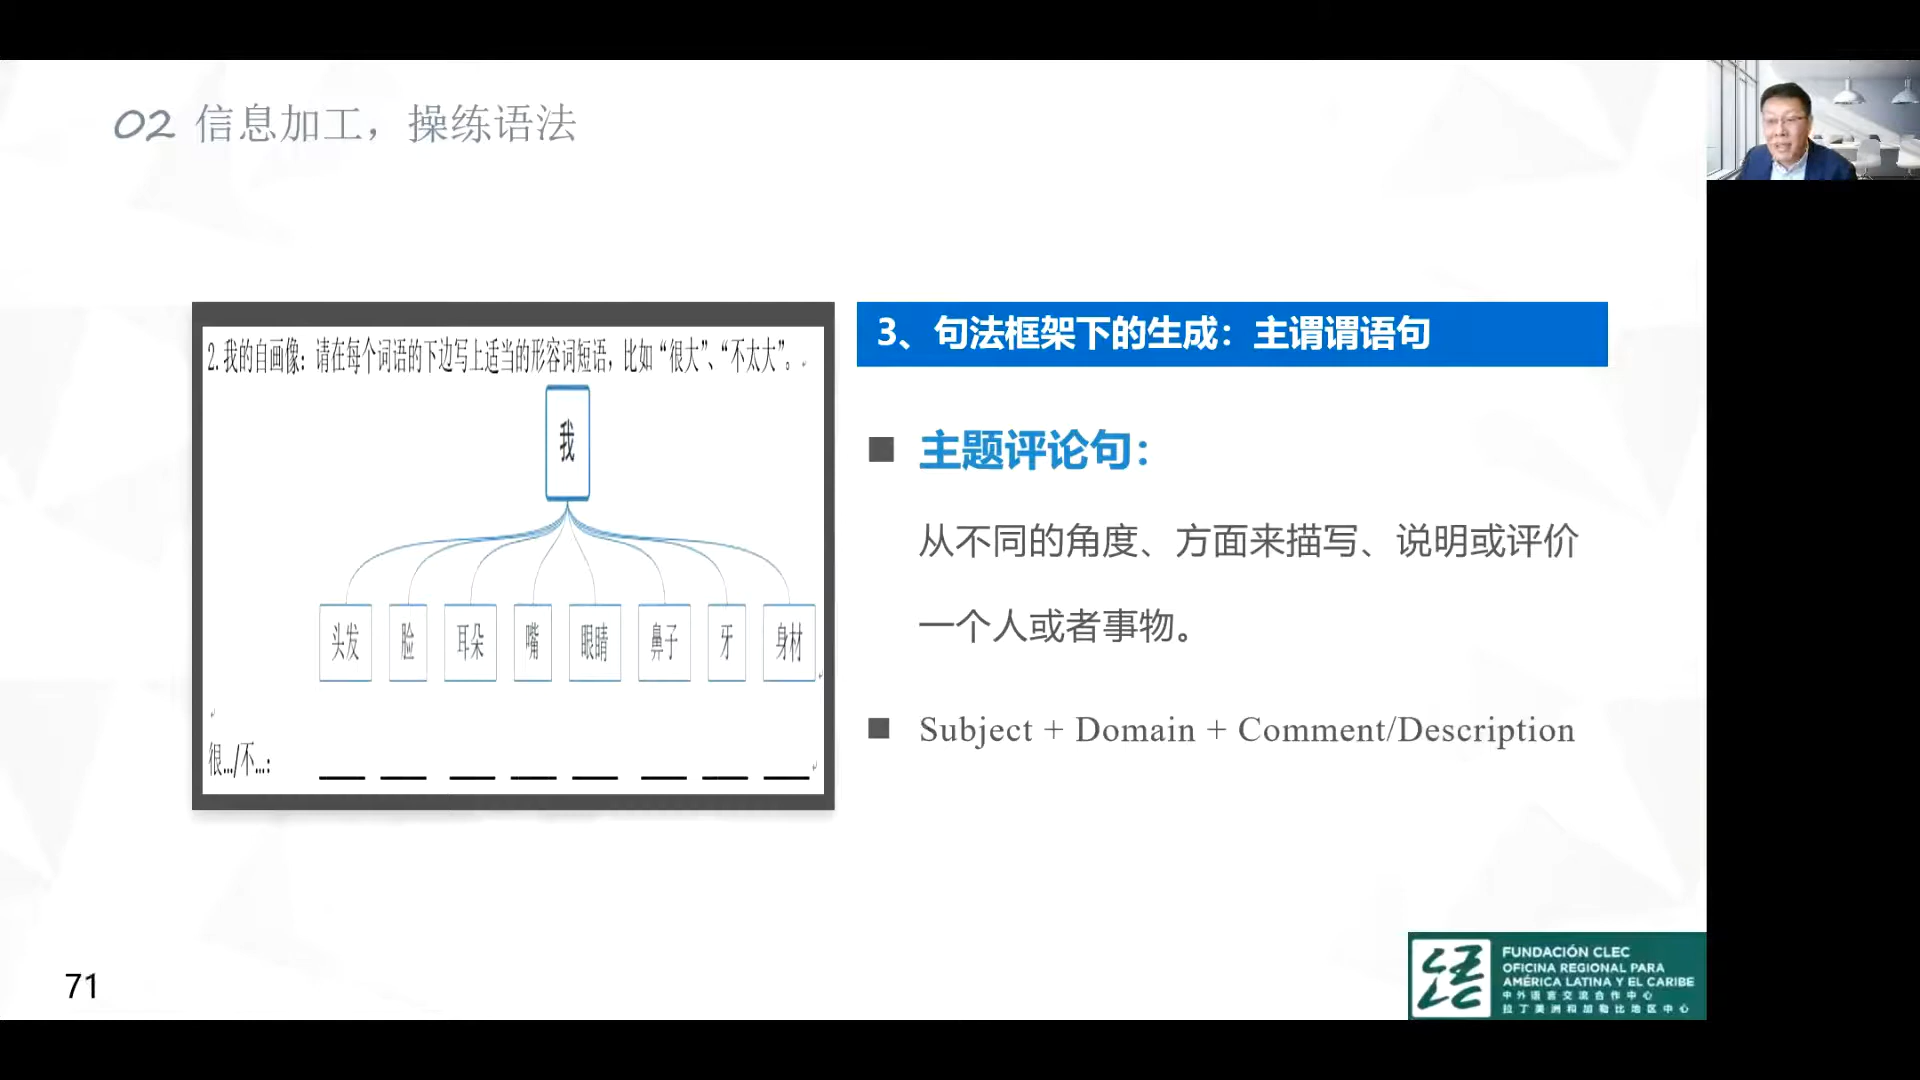 02 信息加工，操练语法
2. 我的自画像：请在每个词语的下边写上适当的形容词短语，比如“很大”、“不太大”。
我
头发 脸 耳朵 嘴 眼睛 鼻子 牙 身材
很.../不...:
3、句法框架下的生成：主谓谓语句
主题评论句：
从不同的角度、方面来描写、说明或评价
一个人或者事物。
Subject + Domain + Comment/Description
71
语
CLEC
FUNDACIÓN CLEC
OFICINA REGIONAL PARA
AMÉRICA LATINA Y EL CARIBE
中外语言交流合作中心
拉丁美洲和加勒比地区中心